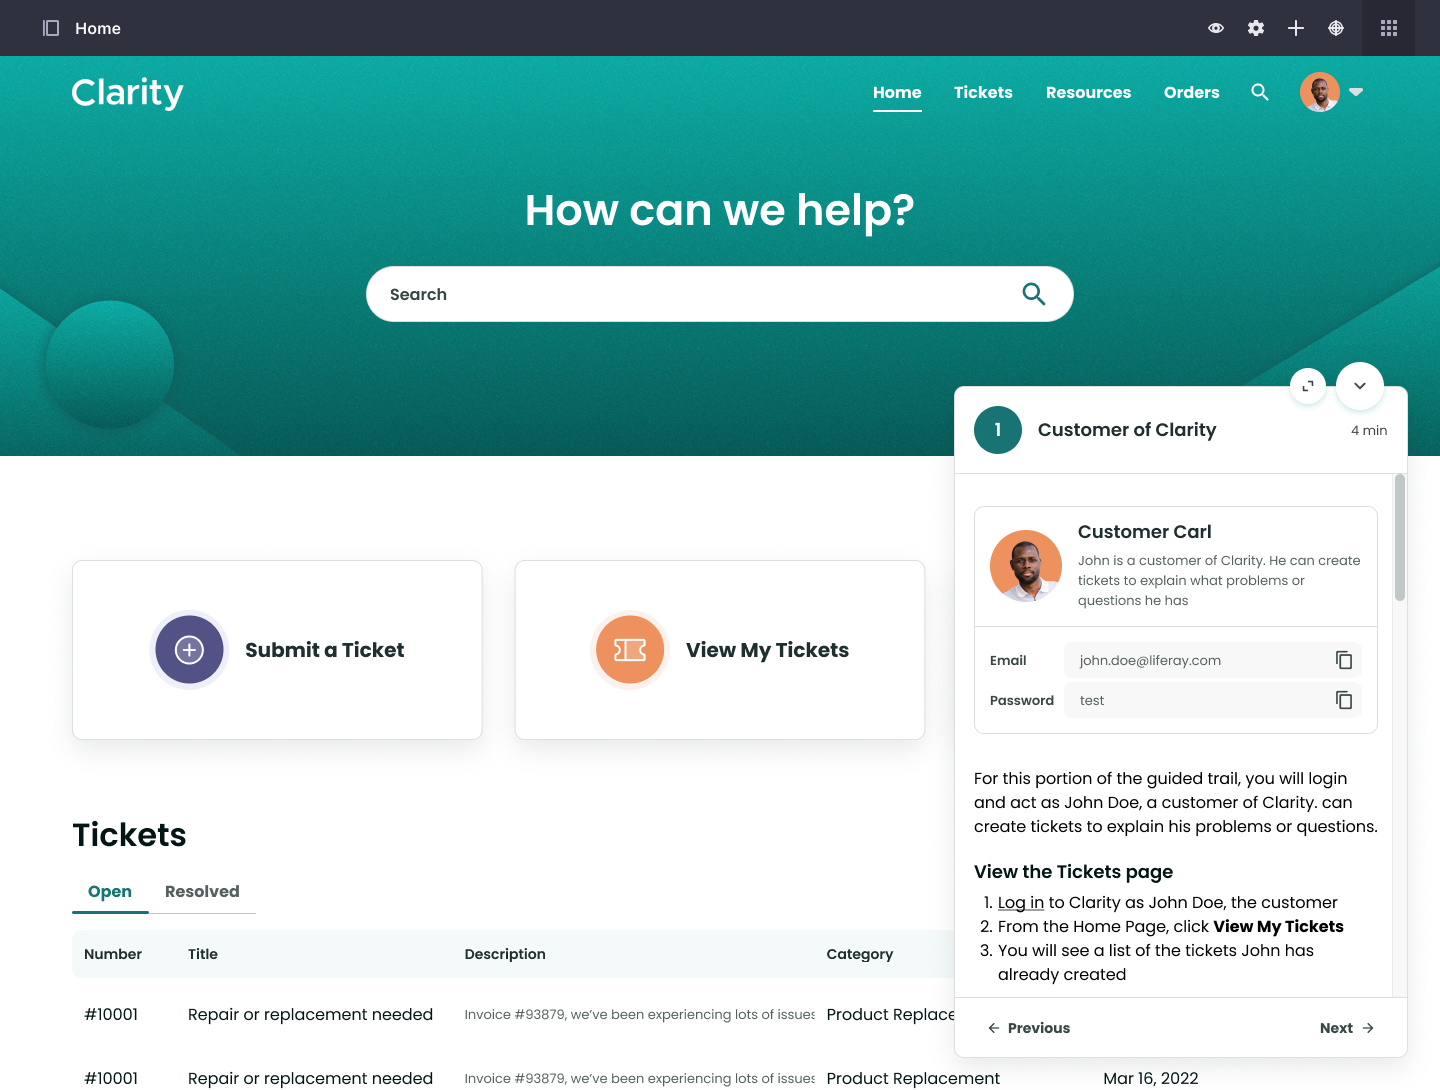 Home
Clarity
Home Tickets Resources Orders
How can we help?
Search
1 Customer of Clarity 4 min
Customer Carl
John is a customer of Clarity. He can create
tickets to explain what problems or
questions he has
Email john.doe@liferay.com
Password test
For this portion of the guided trail, you will login
and act as John Doe, a customer of Clarity. can
create tickets to explain his problems or questions.
View the Tickets page
1. Log in to Clarity as John Doe, the customer
2. From the Home Page, click View My Tickets
3. You will see a list of the tickets John has
already created
Previous Next
Submit a Ticket
View My Tickets
Tickets
Open Resolved
Number Title Description Category
#10001 Repair or replacement needed Invoice #93879, we've been experiencing lots of issues Product
#10001 Repair or replacement needed Invoice #93879, we've been experiencing lots of issues Product Replacement Mar 16, 2022